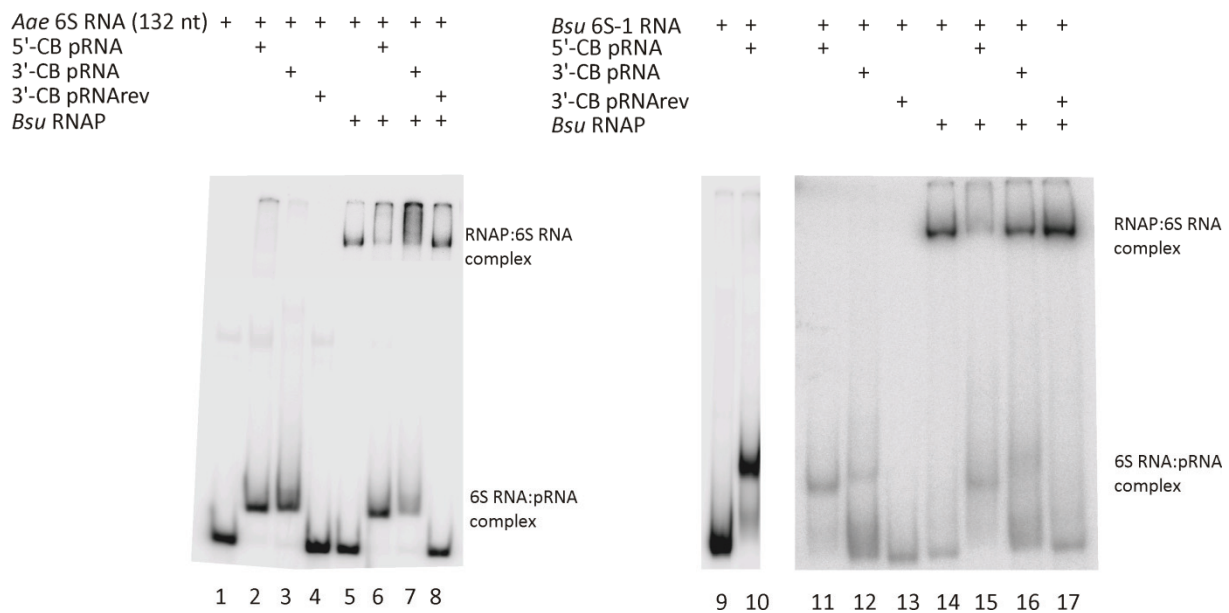 Aae 6S RNA (132 nt) + + + + + + + +
5'-CB pRNA + +
3'-CB pRNA + +
3'-CB pRNArev + +
Bsu RNAP + + + +
RNAP:6S RNA
complex
6S RNA:pRNA
complex
1 2 3 4 5 6 7 8
Bsu 6S-1 RNA + + + + + + + + +
5'-CB pRNA + + +
3'-CB pRNA + +
3'-CB pRNArev + +
Bsu RNAP + + + +
RNAP:6S RNA
complex
6S RNA:pRNA
complex
9 10 11 12 13 14 15 16 17